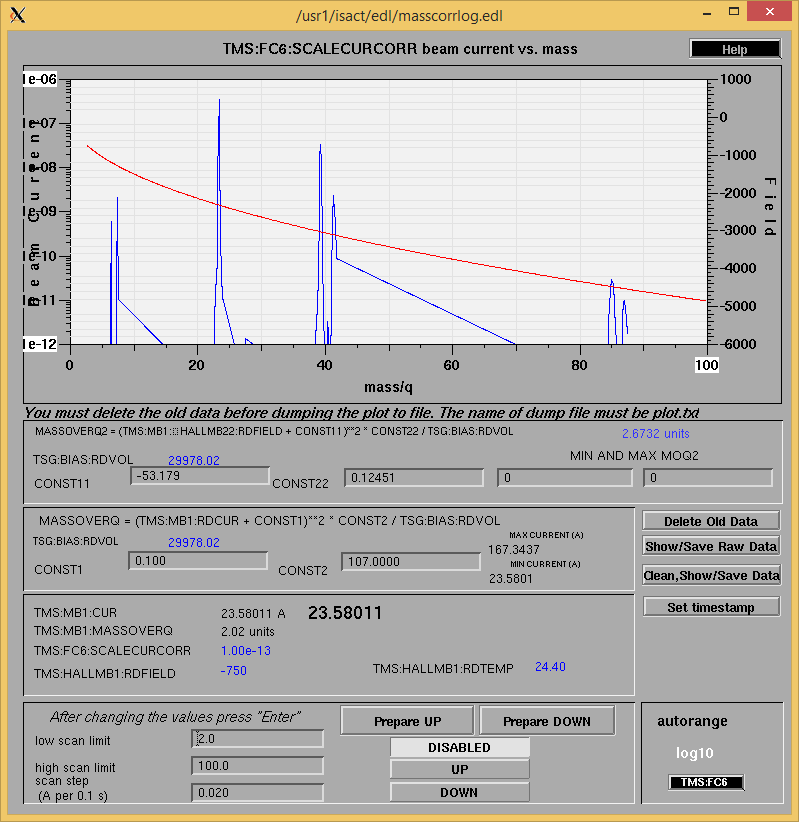 /usr1/isact/edl/masscorrlog.edl
TMS:FC6:SCALECURCORR beam current vs. mass
Help
1e-06
1e-07
1e-08
1e-09
1e-10
1e-11
1e-12
Beam Current
1000
0
-1000
-2000
-3000
-4000
-5000
-6000
Field
0 20 40 60 80 100
mass/q
You must delete the old data before dumping the plot to file. The name of dump file must be plot.txt
MASSOVERQ2 = (TMS:MB1: HALLMB22:RDFIELD + CONST11)**2 * CONST22 / TSG:BIAS:RDVOL
2.6732 units
TSG:BIAS:RDVOL 29978.02
MIN AND MAX MOQ2
CONST11 -53.179 CONST22 0.12451 0 0
MASSOVERQ = (TMS:MB1:RDCUR + CONST1)**2 * CONST2 / TSG:BIAS:RDVOL
TSG:BIAS:RDVOL 29978.02
MAX CURRENT (A)
167.3437
CONST1 0.100 CONST2 107.0000
MIN CURRENT (A)
23.5801
Delete Old Data
Show/Save Raw Data
Clean,Show/Save Data
Set timestamp
TMS:MB1:CUR 23.58011 A 23.58011
TMS:MB1:MASSOVERQ 2.02 units
TMS:FC6:SCALECURCORR 1.00e-13
TMS:HALLMB1:RDFIELD -750
TMS:HALLMB1:RDTEMP 24.40
After changing the values press "Enter"
low scan limit 2.0
high scan limit 100.0
scan step
(A per 0.1 s) 0.020
Prepare UP
Prepare DOWN
DISABLED
UP
DOWN
autorange
log10
TMS:FC6